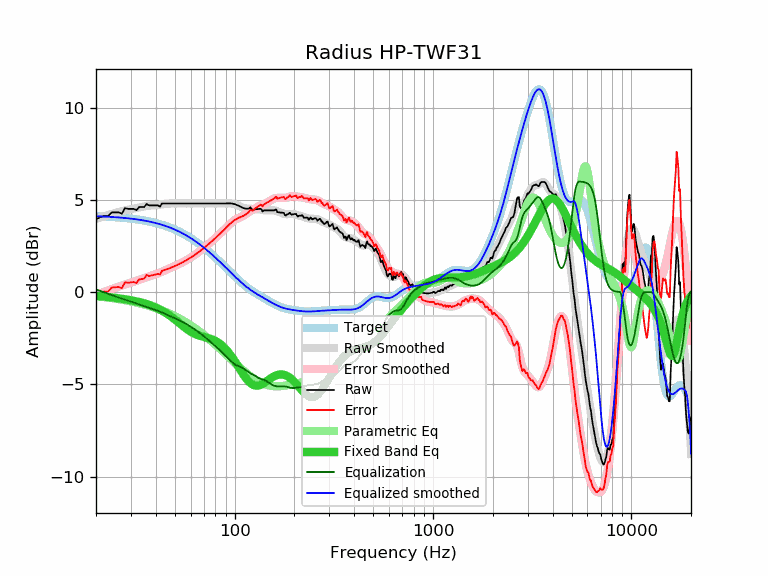 Radius HP-TWF31
Amplitude (dBr)
10
5
0
−5
−10
Target
Raw Smoothed
Error Smoothed
Raw
Error
Parametric Eq
Fixed Band Eq
Equalization
Equalized smoothed
100
1000
10000
Frequency (Hz)